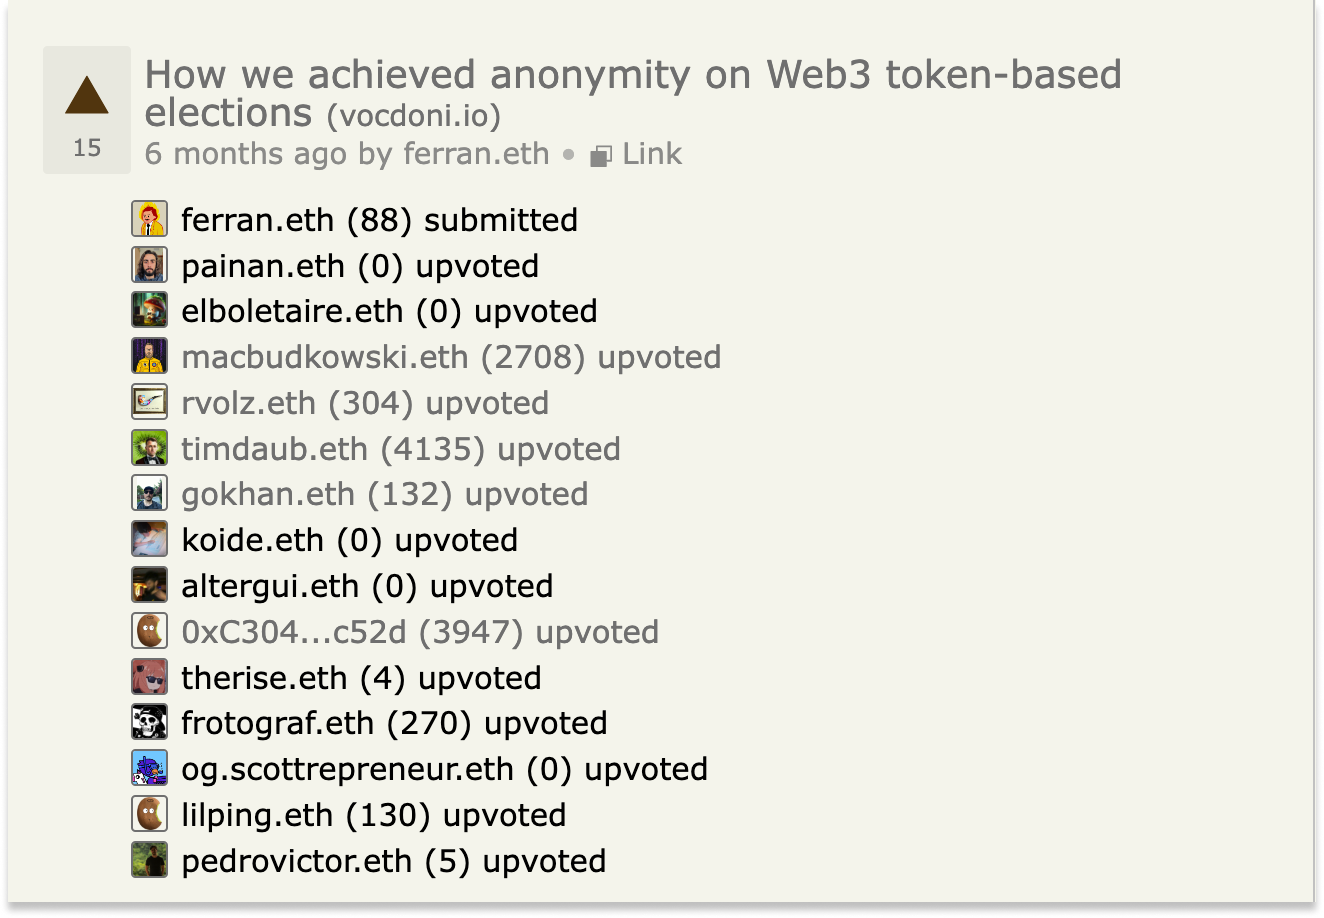 How we achieved anonymity on Web3 token-based
elections (vocdoni.io)
15
6 months ago by ferran.eth • Link
ferran.eth (88) submitted
painan.eth (0) upvoted
elboletaire.eth (0) upvoted
macbudkowski.eth (2708) upvoted
rvolz.eth (304) upvoted
timdaub.eth (4135) upvoted
gokhan.eth (132) upvoted
koide.eth (0) upvoted
altergui.eth (0) upvoted
0xC304...c52d (3947) upvoted
therise.eth (4) upvoted
frotograf.eth (270) upvoted
og.scottrepreneur.eth (0) upvoted
lilping.eth (130) upvoted
pedrovictor.eth (5) upvoted